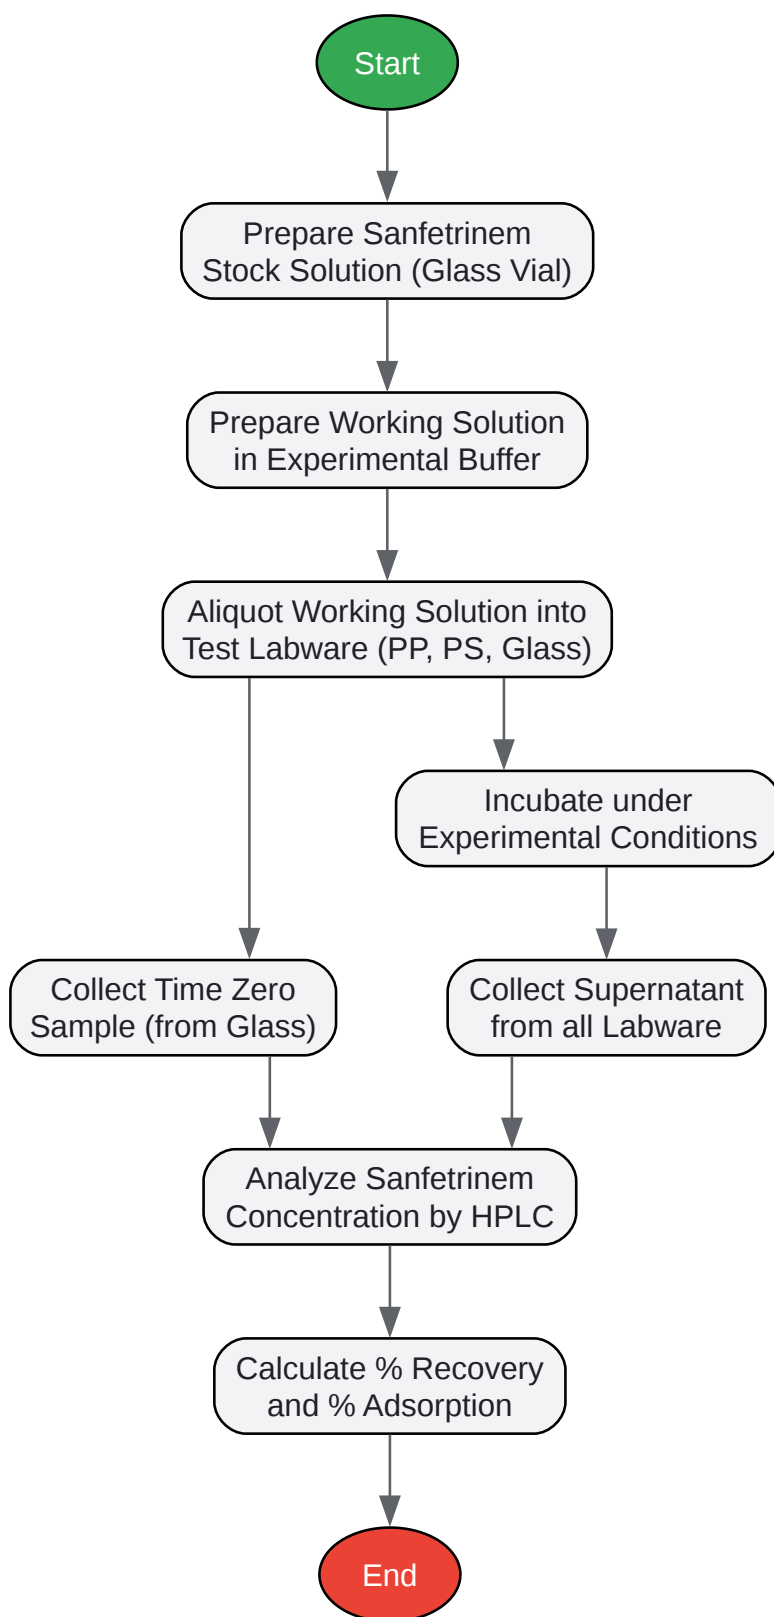 Start
Prepare Sanfetrinem
Stock Solution (Glass Vial)
Prepare Working Solution
in Experimental Buffer
Aliquot Working Solution into
Test Labware (PP, PS, Glass)
Incubate under
Experimental Conditions
Collect Time Zero
Sample (from Glass)
Collect Supernatant
from all Labware
Analyze Sanfetrinem
Concentration by HPLC
Calculate % Recovery
and % Adsorption
End